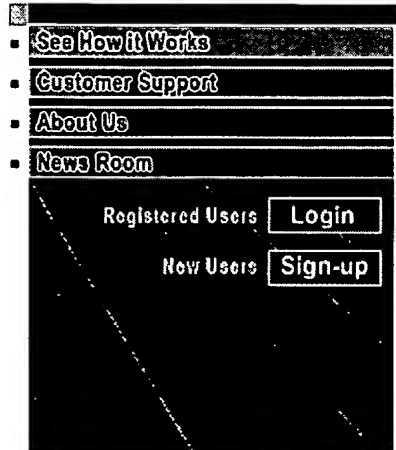 See How it Works
Customer Support
About Us
News Room
Registered Users Login
New Users Sign-up